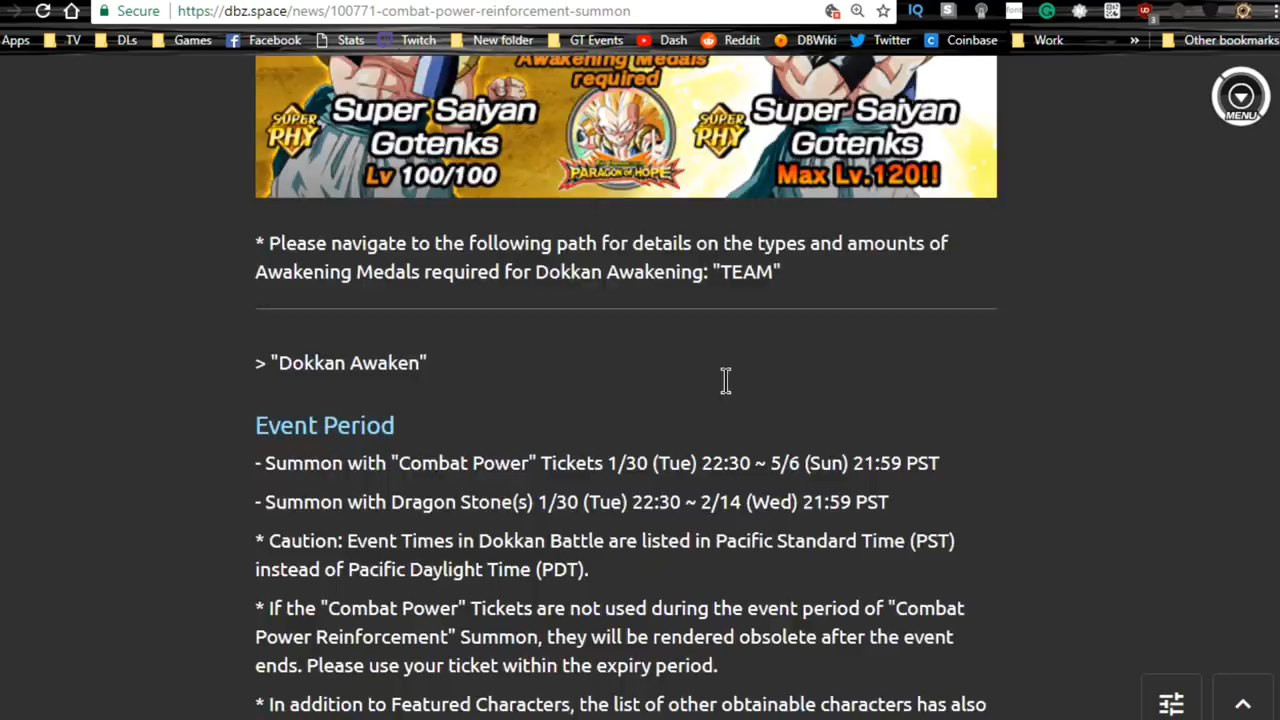 Secure https://dbz.space/news/100771-combat-power-reinforcement-summon
Apps TV DLs Games Facebook Stats Twitch New folder GT Events Dash Reddit DBWiki Twitter Coinbase Work » Other bookmarks
Awakening Medals
required
SUPER PHY Super Saiyan Gotenks Lv 100/100
PARAGON OF HOPE
SUPER PHY Super Saiyan Gotenks Max Lv.120!!
MENU
* Please navigate to the following path for details on the types and amounts of
Awakening Medals required for Dokkan Awakening: "TEAM"
> "Dokkan Awaken"
Event Period
- Summon with "Combat Power" Tickets 1/30 (Tue) 22:30 ~ 5/6 (Sun) 21:59 PST
- Summon with Dragon Stone(s) 1/30 (Tue) 22:30 ~ 2/14 (Wed) 21:59 PST
* Caution: Event Times in Dokkan Battle are listed in Pacific Standard Time (PST)
instead of Pacific Daylight Time (PDT).
* If the "Combat Power" Tickets are not used during the event period of "Combat
Power Reinforcement" Summon, they will be rendered obsolete after the event
ends. Please use your ticket within the expiry period.
* In addition to Featured Characters, the list of other obtainable characters has also